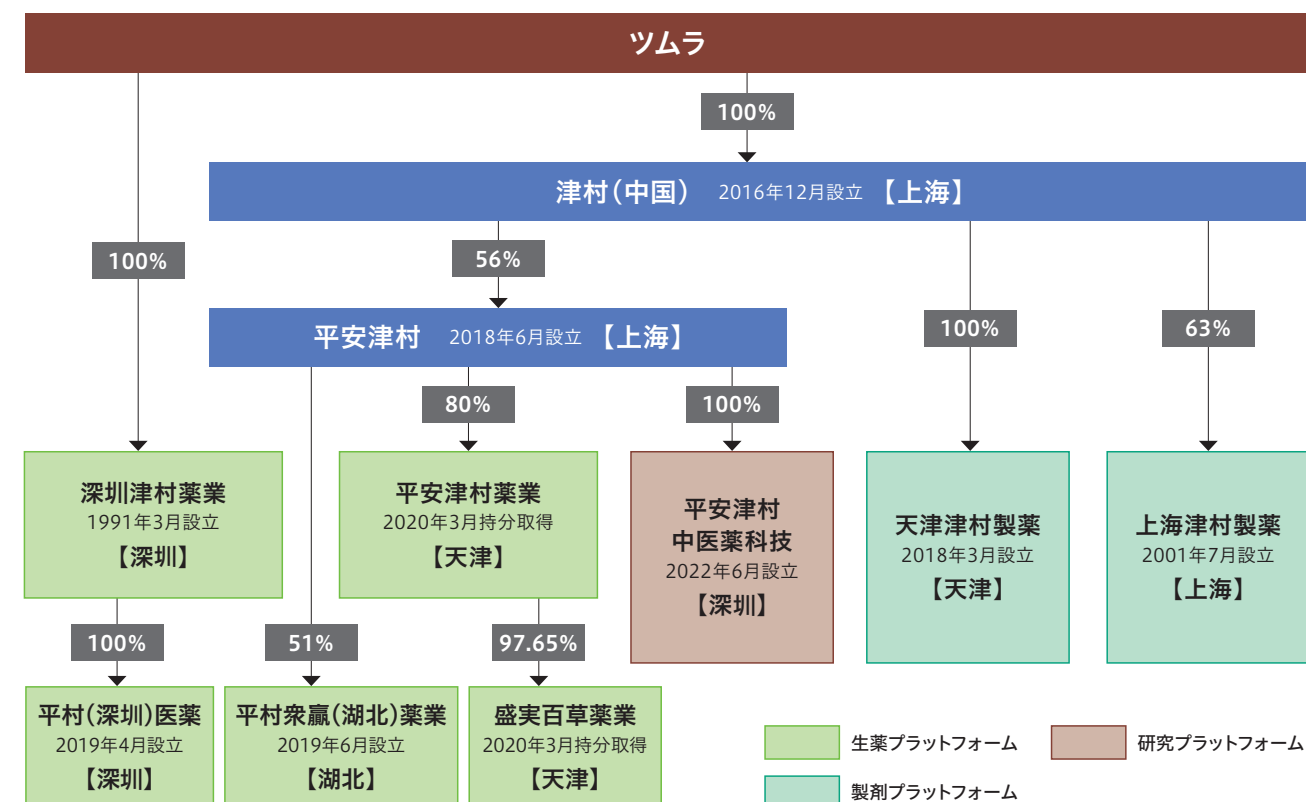 ツムラ
100%
津村（中国） 2016年12月設立 【上海】
100%
56%
平安津村 2018年6月設立 【上海】
100%
63%
80%
100%
深圳津村薬業
1991年3月設立
【深圳】
平安津村薬業
2020年3月持分取得
【天津】
平安津村
中医薬科技
2022年6月設立
【深圳】
天津津村製薬
2018年3月設立
【天津】
上海津村製薬
2001年7月設立
【上海】
100%
51%
97.65%
平村（深圳）医薬
2019年4月設立
【深圳】
平村衆贏（湖北）薬業
2019年6月設立
【湖北】
盛実百草薬業
2020年3月持分取得
【天津】
生薬プラットフォーム
研究プラットフォーム
製剤プラットフォーム